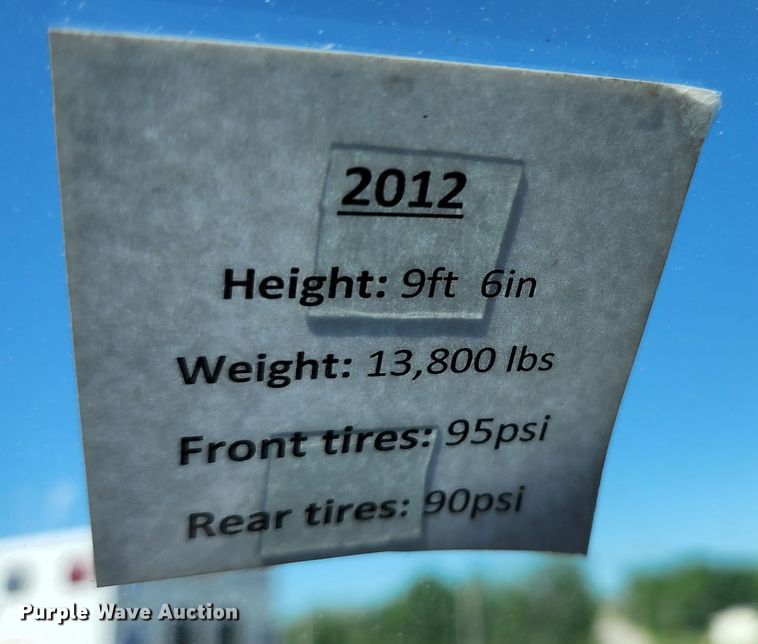 2012
Height: 9ft 6in
Weight: 13,800 lbs
Front tires: 95psi
Rear tires: 90psi
Purple Wave Auction